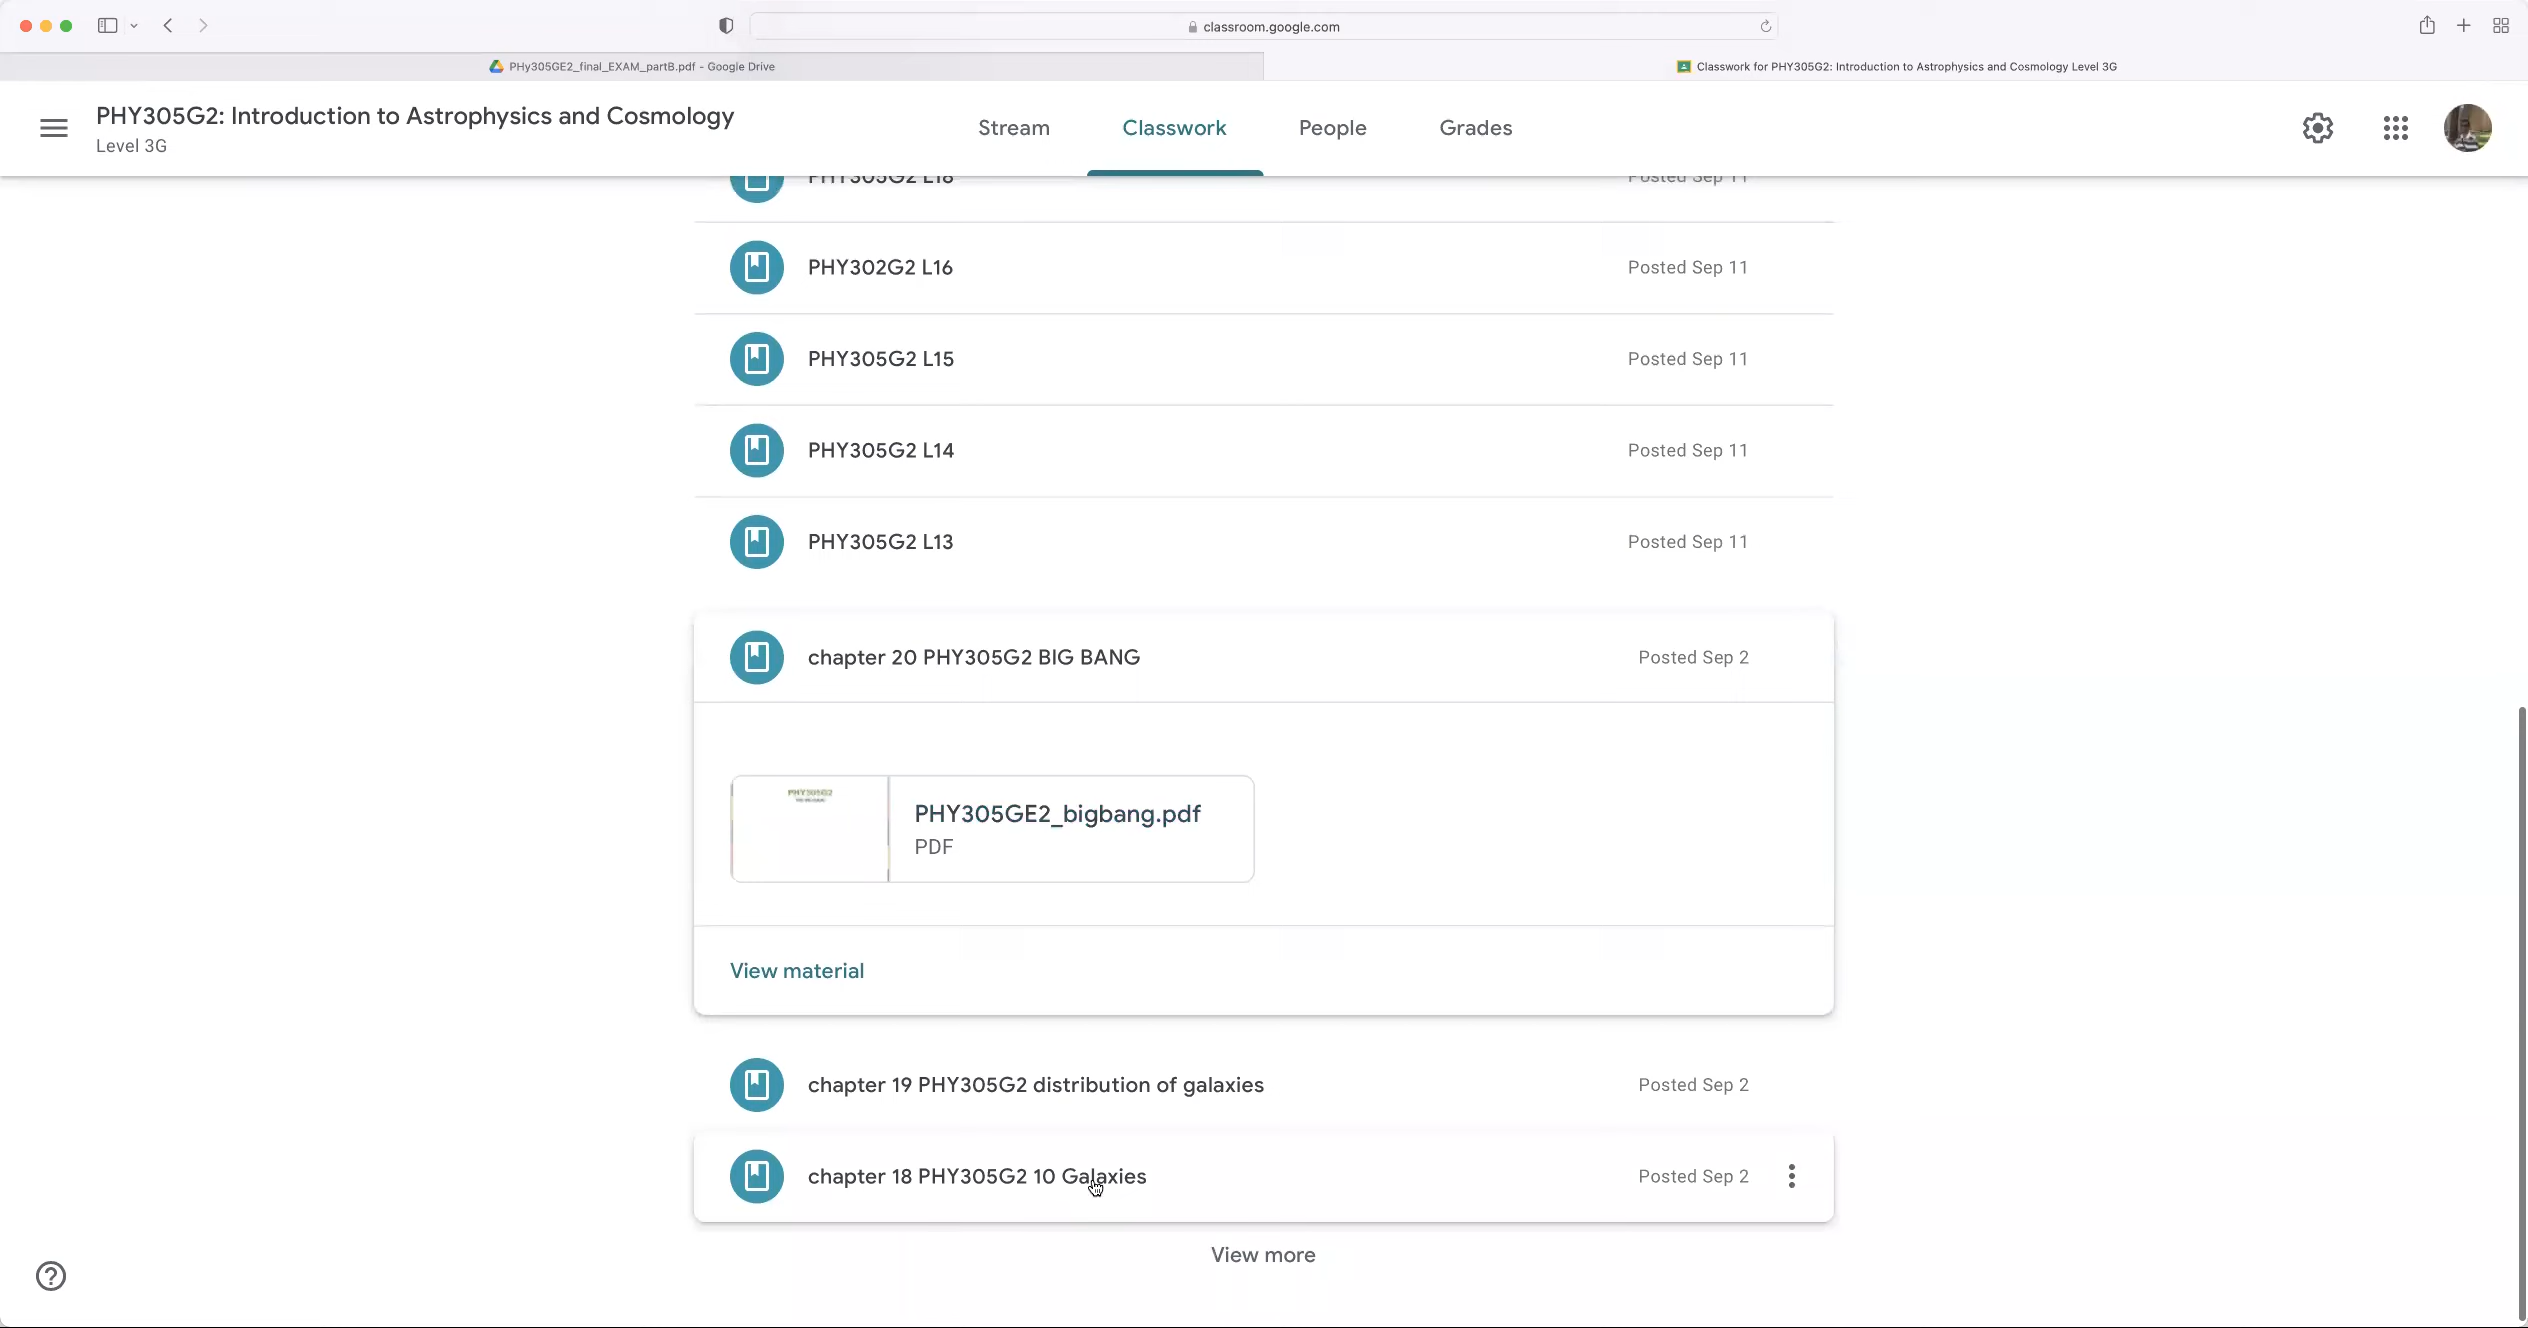 classroom.google.com
PHy305GE2_final_EXAM_partB.pdf - Google Drive
Classwork for PHY305G2: Introduction to Astrophysics and Cosmology Level 3G
PHY305G2: Introduction to Astrophysics and Cosmology
Level 3G
Stream
Classwork
People
Grades
PHY305G2 L18
Posted Sep 11
PHY302G2 L16
Posted Sep 11
PHY305G2 L15
Posted Sep 11
PHY305G2 L14
Posted Sep 11
PHY305G2 L13
Posted Sep 11
chapter 20 PHY305G2 BIG BANG
Posted Sep 2
PHY305G2
PHY305GE2_bigbang.pdf
PDF
View material
chapter 19 PHY305G2 distribution of galaxies
Posted Sep 2
chapter 18 PHY305G2 10 Galaxies
Posted Sep 2
View more